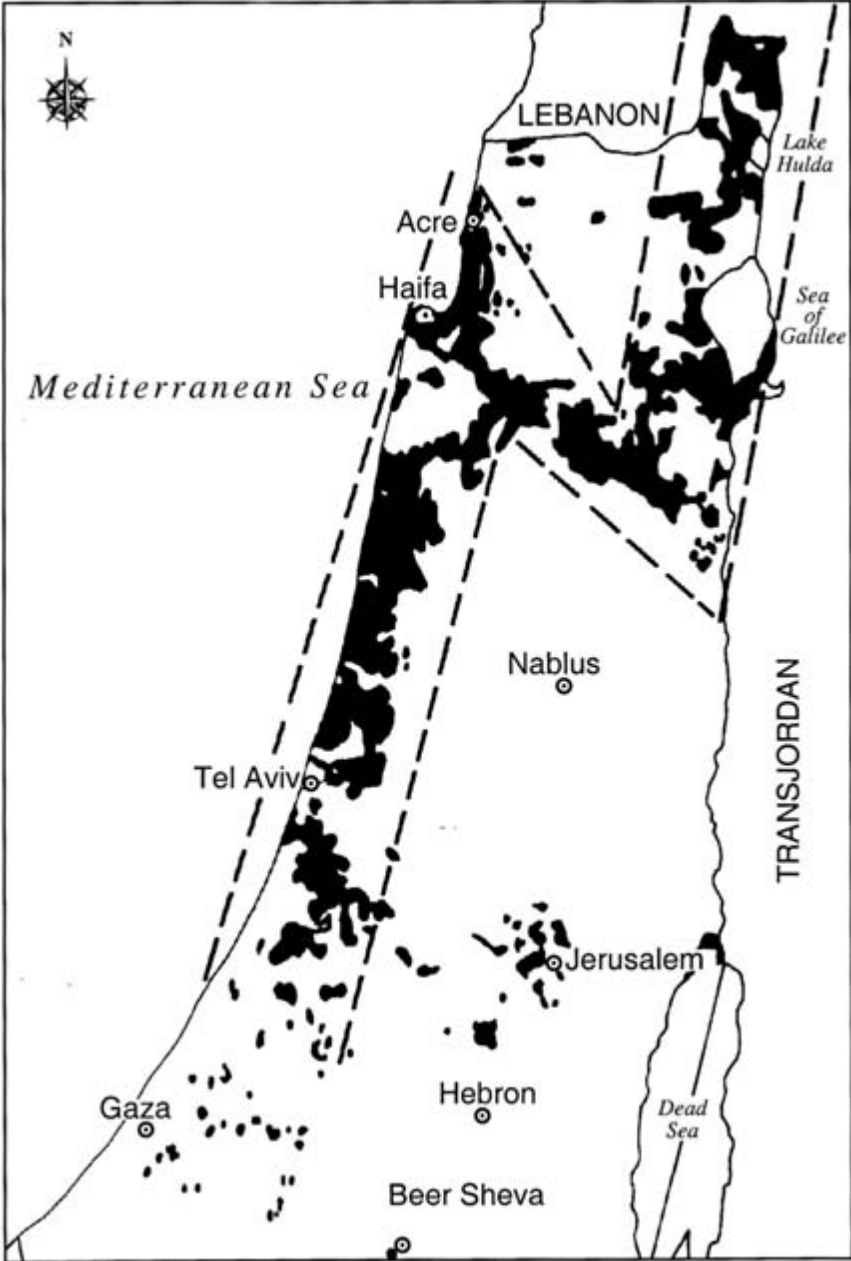 N
LEBANON
Lake
Hulda
Acre
Haifa
Sea
of
Galilee
Mediterranean Sea
Nablus
TRANSJORDAN
Tel Aviv
Jerusalem
Gaza
Hebron
Dead
Sea
Beer Sheva